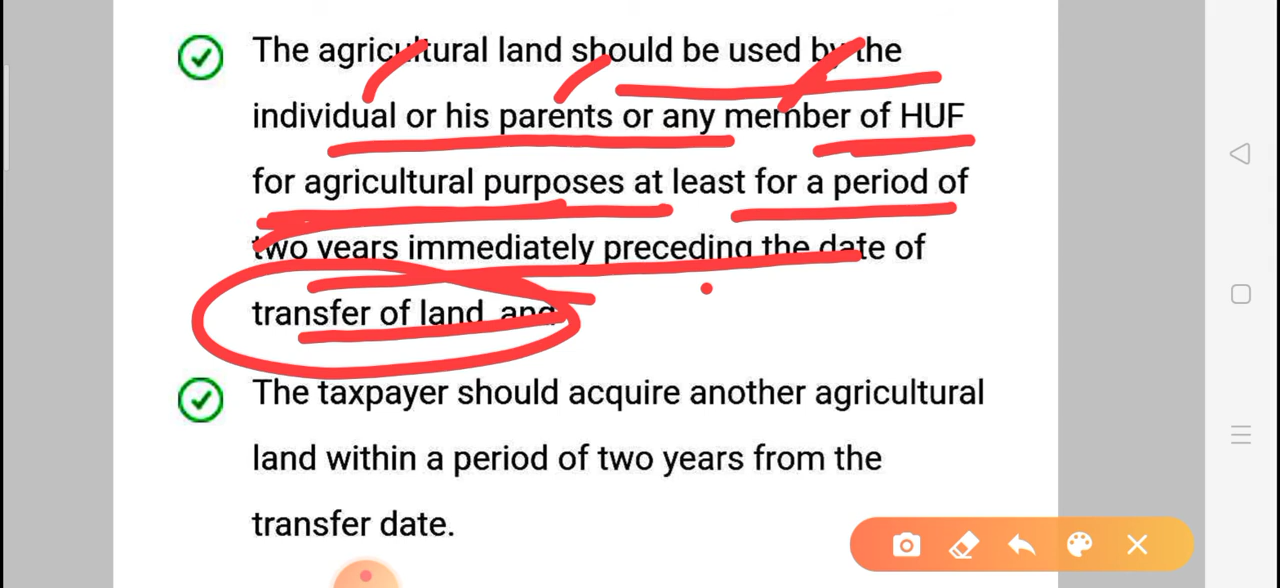 The agricultural land should be used by the
individual or his parents or any member of HUF
for agricultural purposes at least for a period of
two years immediately preceding the date of
transfer of land, and
The taxpayer should acquire another agricultural
land within a period of two years from the
transfer date.